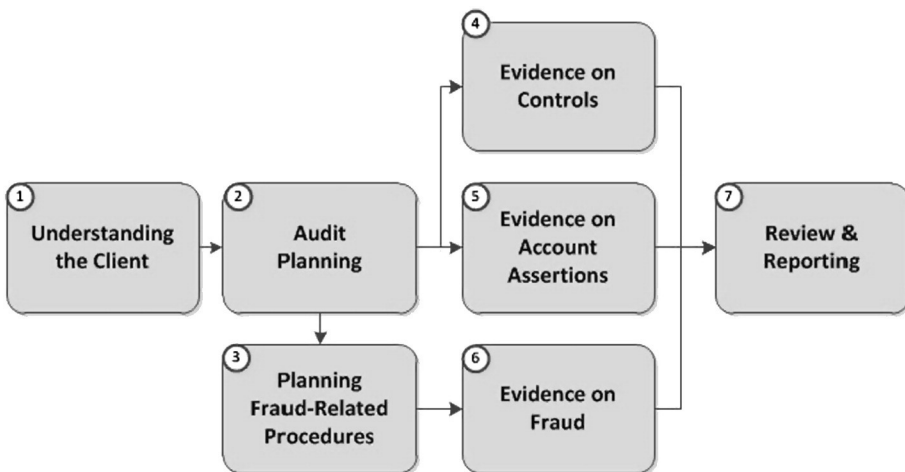 1
Understanding
the Client
2
Audit
Planning
3
Planning
Fraud-Related
Procedures
4
Evidence on
Controls
5
Evidence on
Account
Assertions
6
Evidence on
Fraud
7
Review &
Reporting